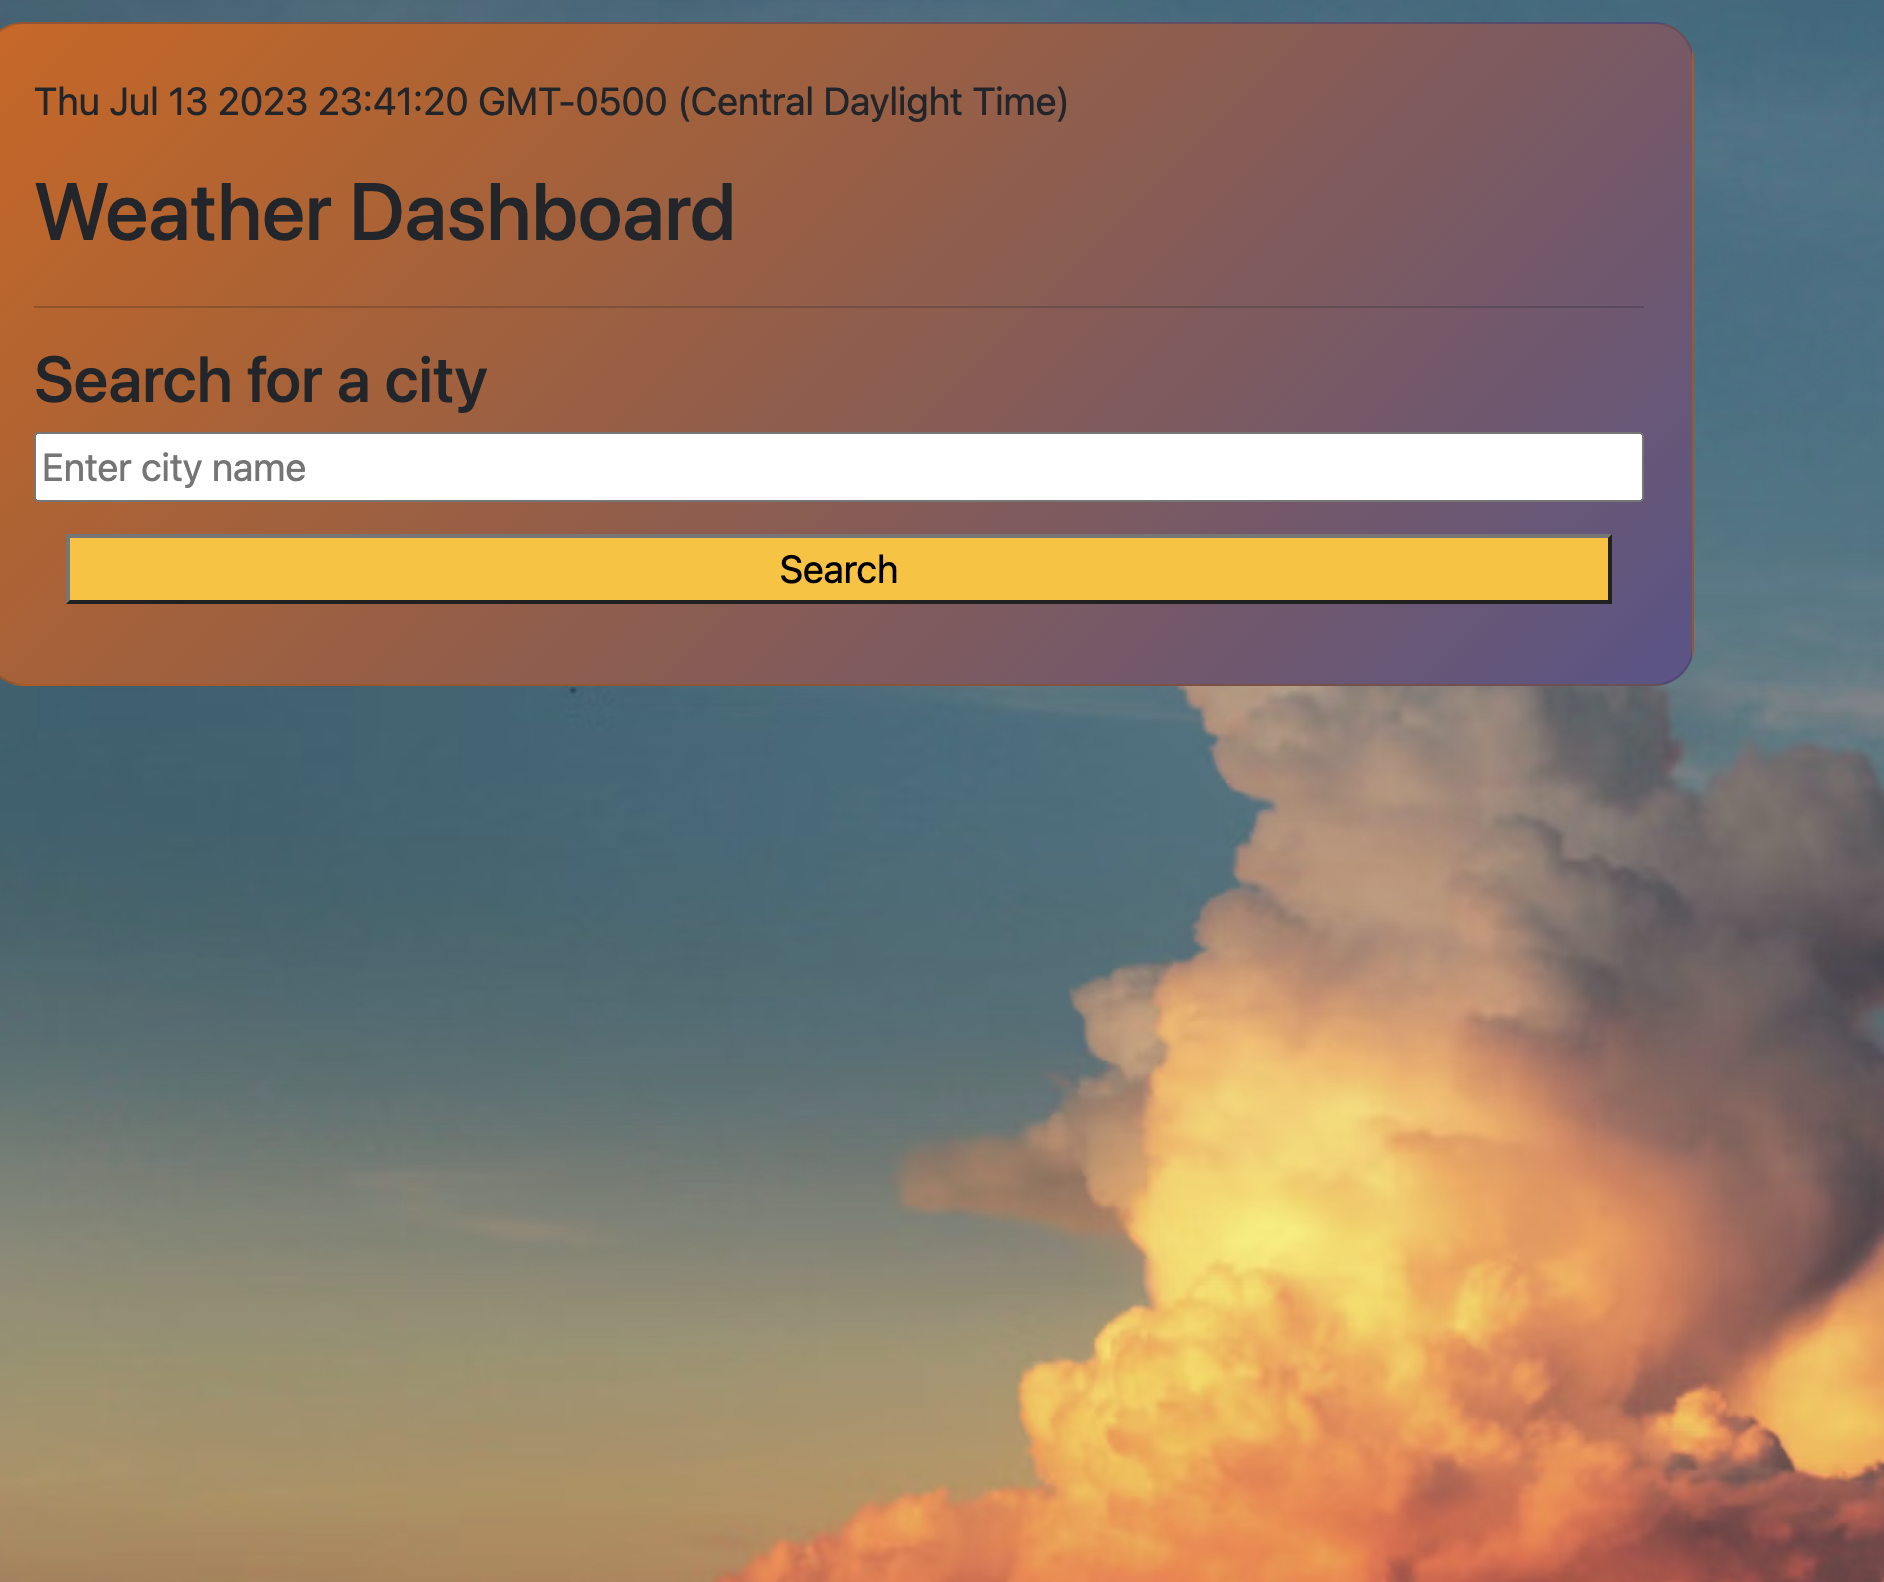 Thu Jul 13 2023 23:41:20 GMT-0500 (Central Daylight Time)
Weather Dashboard
Search for a city
Enter city name
Search